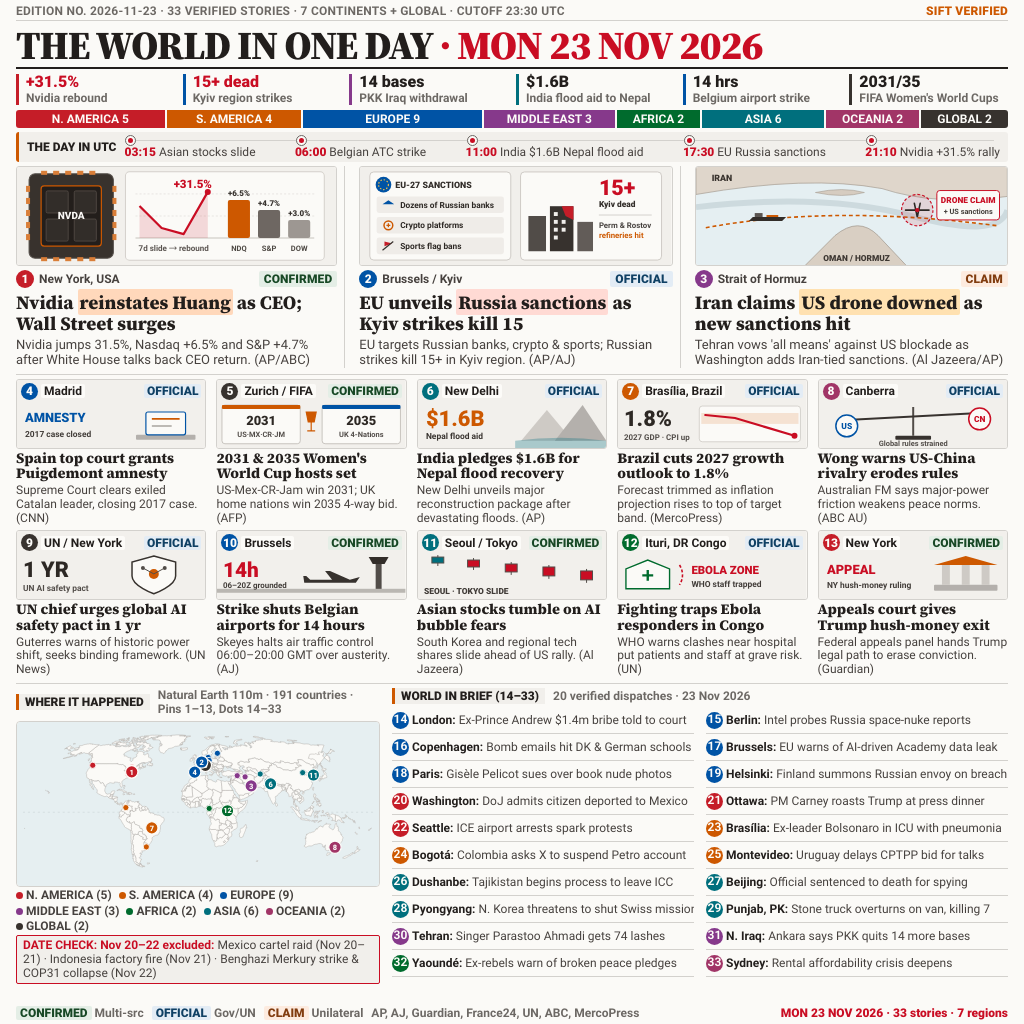 EDITION NO. 2026-11-23 · 33 VERIFIED STORIES · 7 CONTINENTS + GLOBAL · CUTOFF 23:30 UTC
SIFT VERIFIED
THE WORLD IN ONE DAY · MON 23 NOV 2026
+31.5%
Nvidia rebound
15+ dead
Kyiv region strikes
14 bases
PKK Iraq withdrawal
$1.6B
India flood aid to Nepal
14 hrs
Belgium airport strike
2031/35
FIFA Women's World Cups
N. AMERICA 5
S. AMERICA 4
EUROPE 9
MIDDLE EAST 3
AFRICA 2
ASIA 6
OCEANIA 2
GLOBAL 2
THE DAY IN UTC
03:15 Asian stocks slide
06:00 Belgian ATC strike
11:00 India $1.6B Nepal flood aid
17:30 EU Russia sanctions
21:10 Nvidia +31.5% rally
NVDA
+31.5%
7d slide → rebound
+6.5%
+4.7%
+3.0%
NDQ
S&P
DOW
1 New York, USA
CONFIRMED
Nvidia reinstates Huang as CEO;
Wall Street surges
Nvidia jumps 31.5%, Nasdaq +6.5% and S&P +4.7%
after White House talks back CEO return. (AP/ABC)
EU-27 SANCTIONS
Dozens of Russian banks
Crypto platforms
Sports flag bans
15+
Kyiv dead
Perm & Rostov
refineries hit
2 Brussels / Kyiv
OFFICIAL
EU unveils Russia sanctions as
Kyiv strikes kill 15
EU targets Russian banks, crypto & sports; Russian
strikes kill 15+ in Kyiv region. (AP/AJ)
IRAN
DRONE CLAIM
+ US sanctions
OMAN / HORMUZ
3 Strait of Hormuz
CLAIM
Iran claims US drone downed as
new sanctions hit
Tehran vows 'all means' against US blockade as
Washington adds Iran-tied sanctions. (Al Jazeera/AP)
4 Madrid
OFFICIAL
AMNESTY
2017 case closed
Spain top court grants
Puigdemont amnesty
Supreme Court clears exiled
Catalan leader, closing 2017 case.
(CNN)
5 Zurich / FIFA
CONFIRMED
2031
US-MX-CR-JM
2035
UK 4-Nations
2031 & 2035 Women's
World Cup hosts set
US-Mex-CR-Jam win 2031; UK
home nations win 2035 4-way bid.
(AFP)
6 New Delhi
OFFICIAL
$1.6B
Nepal flood aid
India pledges $1.6B for
Nepal flood recovery
New Delhi unveils major
reconstruction package after
devastating floods. (AP)
7 Brasília, Brazil
OFFICIAL
1.8%
2027 GDP · CPI up
Brazil cuts 2027 growth
outlook to 1.8%
Forecast trimmed as inflation
projection rises to top of target
band. (MercoPress)
8 Canberra
OFFICIAL
US
CN
Global rules strained
Wong warns US-China
rivalry erodes rules
Australian FM says major-power
friction weakens peace norms.
(ABC AU)
9 UN / New York
OFFICIAL
1 YR
UN AI safety pact
UN chief urges global AI
safety pact in 1 yr
Guterres warns of historic power
shift, seeks binding framework. (UN
News)
10 Brussels
CONFIRMED
14h
06–20Z grounded
Strike shuts Belgian
airports for 14 hours
Skeyes halts air traffic control
06:00–20:00 GMT over austerity.
(AJ)
11 Seoul / Tokyo
CONFIRMED
SEOUL · TOKYO SLIDE
Asian stocks tumble on AI
bubble fears
South Korea and regional tech
shares slide ahead of US rally. (Al
Jazeera)
12 Ituri, DR Congo
OFFICIAL
EBOLA ZONE
WHO staff trapped
Fighting traps Ebola
responders in Congo
WHO warns clashes near hospital
put patients and staff at grave risk.
(UN)
13 New York
CONFIRMED
APPEAL
NY hush-money ruling
Appeals court gives
Trump hush-money exit
Federal appeals panel hands Trump
legal path to erase conviction.
(Guardian)
WHERE IT HAPPENED
Natural Earth 110m · 191 countries ·
Pins 1–13, Dots 14–33
1
2
3
4
6
7
8
11
12
N. AMERICA (5)
S. AMERICA (4)
EUROPE (9)
MIDDLE EAST (3)
AFRICA (2)
ASIA (6)
OCEANIA (2)
GLOBAL (2)
DATE CHECK: Nov 20–22 excluded: Mexico cartel raid (Nov 20–
21) · Indonesia factory fire (Nov 21) · Benghazi Merkury strike &
COP31 collapse (Nov 22)
WORLD IN BRIEF (14–33)
20 verified dispatches · 23 Nov 2026
14 London: Ex-Prince Andrew $1.4m bribe told to court
15 Berlin: Intel probes Russia space-nuke reports
16 Copenhagen: Bomb emails hit DK & German schools
17 Brussels: EU warns of AI-driven Academy data leak
18 Paris: Gisèle Pelicot sues over book nude photos
19 Helsinki: Finland summons Russian envoy on breach
20 Washington: DoJ admits citizen deported to Mexico
21 Ottawa: PM Carney roasts Trump at press dinner
22 Seattle: ICE airport arrests spark protests
23 Brasília: Ex-leader Bolsonaro in ICU with pneumonia
24 Bogotá: Colombia asks X to suspend Petro account
25 Montevideo: Uruguay delays CPTPP bid for talks
26 Dushanbe: Tajikistan begins process to leave ICC
27 Beijing: Official sentenced to death for spying
28 Pyongyang: N. Korea threatens to shut Swiss mission
29 Punjab, PK: Stone truck overturns on van, killing 7
30 Tehran: Singer Parastoo Ahmadi gets 74 lashes
31 N. Iraq: Ankara says PKK quits 14 more bases
32 Yaoundé: Ex-rebels warn of broken peace pledges
33 Sydney: Rental affordability crisis deepens
CONFIRMED Multi-src OFFICIAL Gov/UN CLAIM Unilateral AP, AJ, Guardian, France24, UN, ABC, MercoPress
MON 23 NOV 2026 · 33 stories · 7 regions